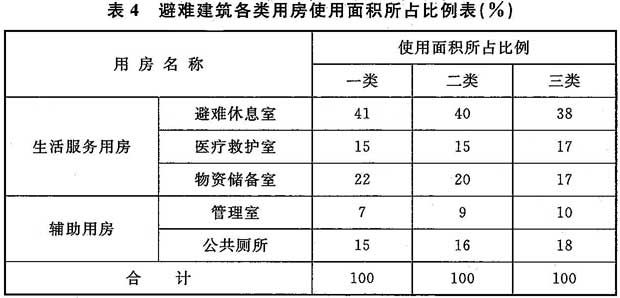 表 4 避难建筑各类用房使用面积所占比例表(%)
用 房 名 称 使用面积所占比例
一类 二类 三类
生活服务用房 避难休息室 41 40 38
医疗救护室 15 15 17
物资储备室 22 20 17
辅助用房 管理室 7 9 10
公共厕所 15 16 18
合 计 100 100 100